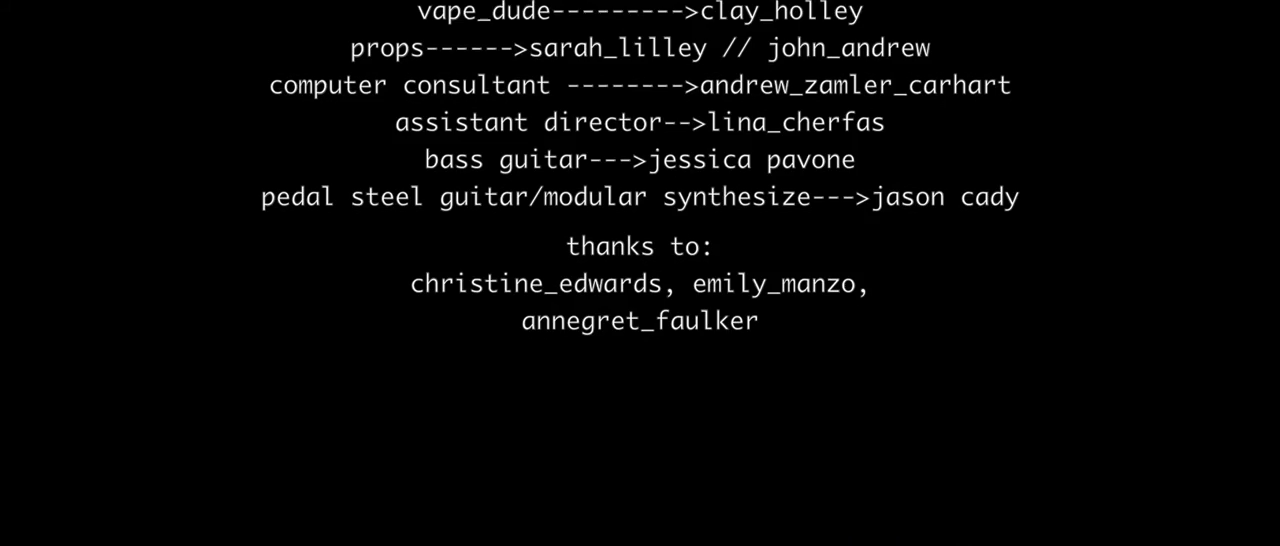 vape_dude--------->clay_holley
props------>sarah_lilley // john_andrew
computer consultant -------->andrew_zamler_carhart
assistant director-->lina_cherfas
bass guitar--->jessica pavone
pedal steel guitar/modular synthesize--->jason cady
thanks to:
christine_edwards, emily_manzo,
annegret_faulker